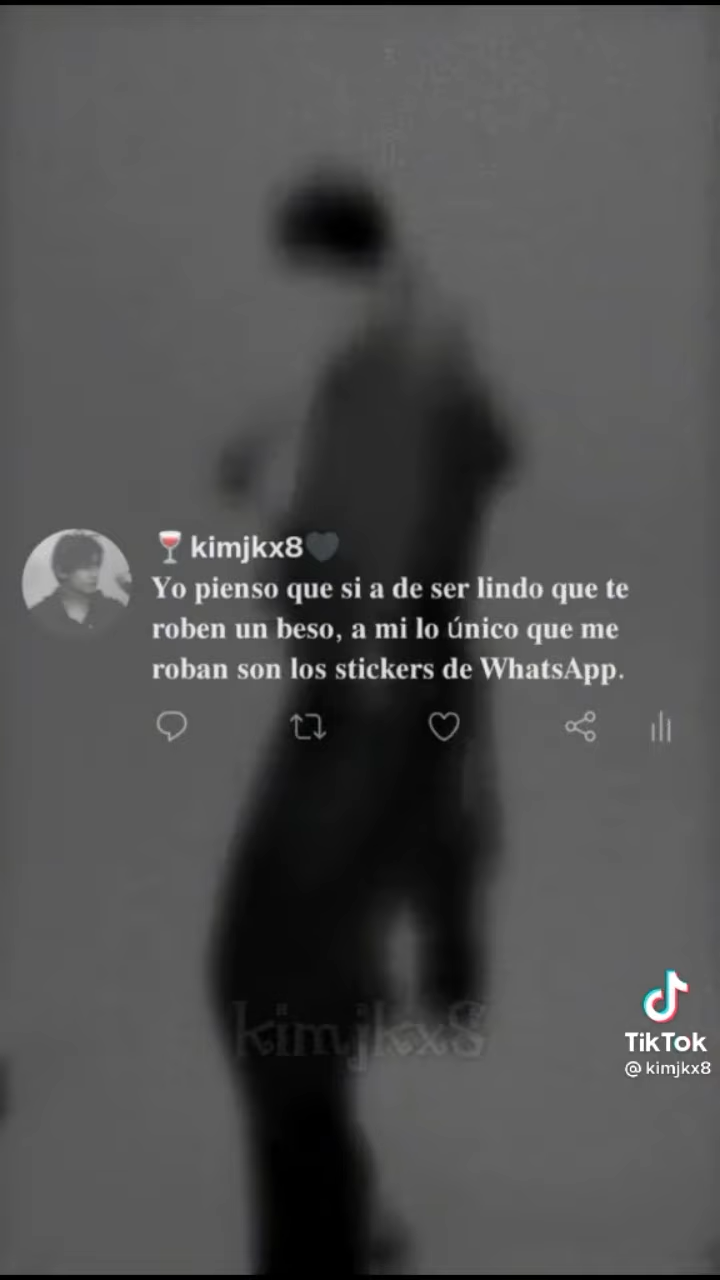 🍷kimjkx8🖤
Yo pienso que si a de ser lindo que te
roben un beso, a mi lo único que me
roban son los stickers de WhatsApp.
kimjkx8
TikTok
@kimjkx8